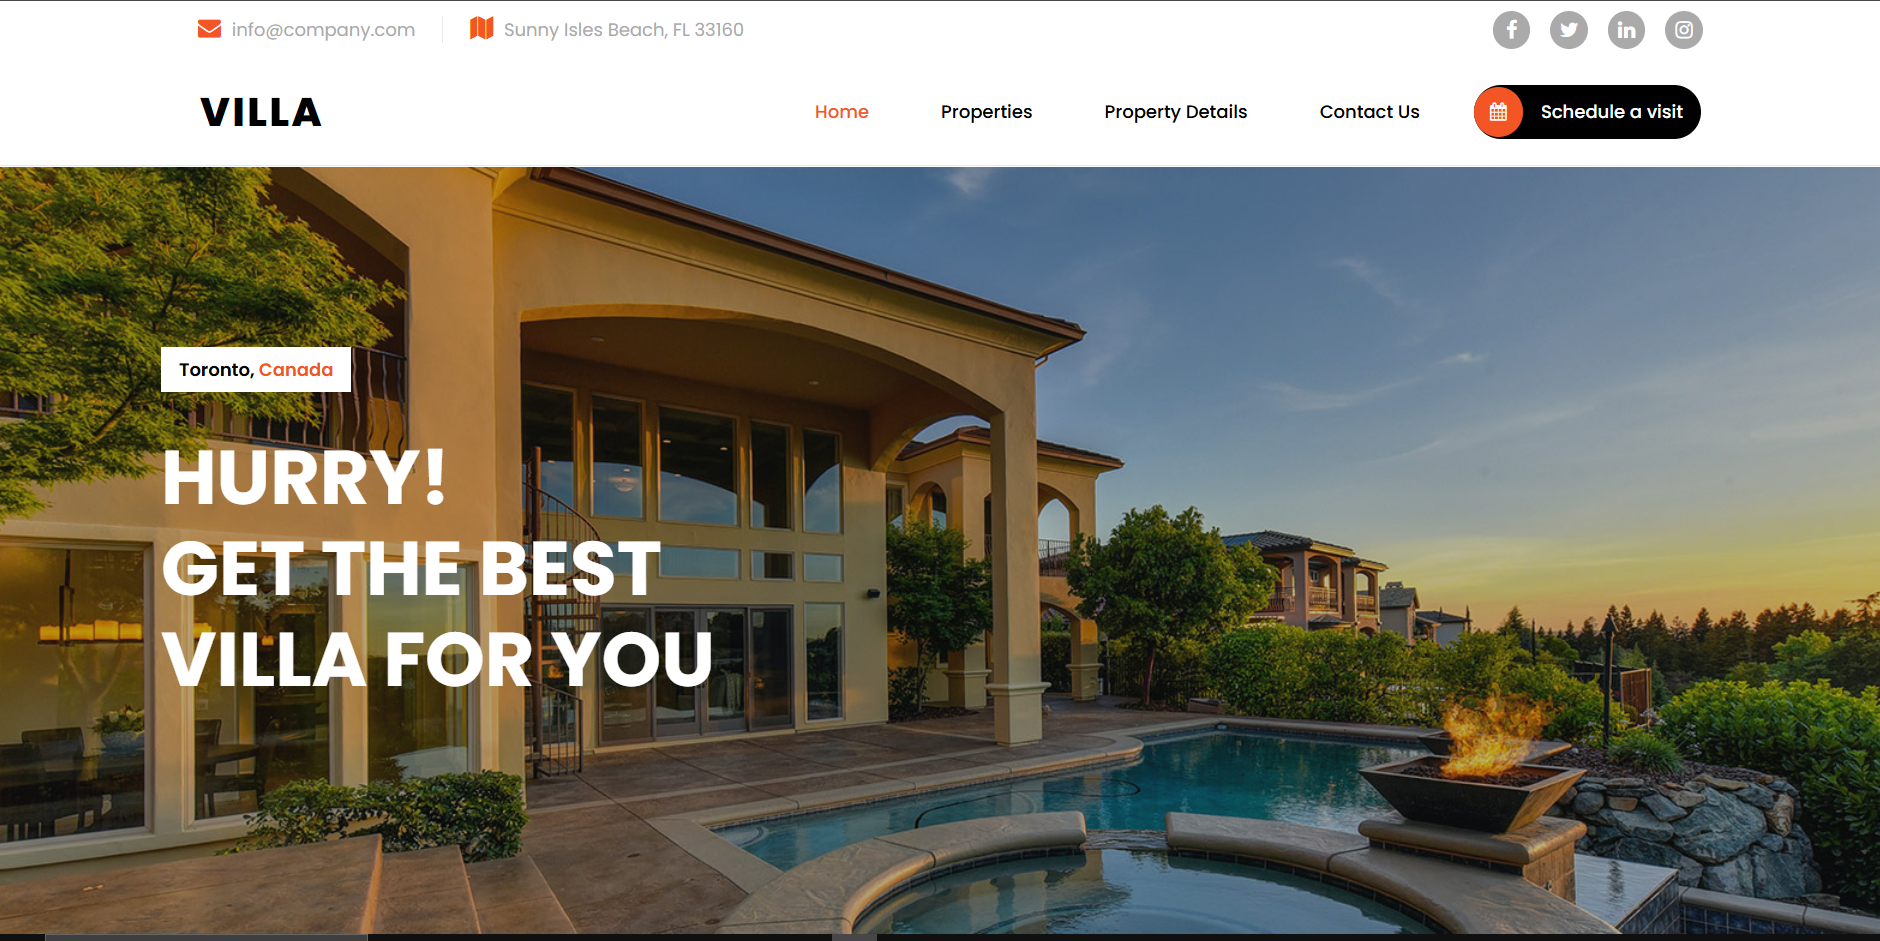 info@company.com
Sunny Isles Beach, FL 33160
VILLA
Home
Properties
Property Details
Contact Us
Schedule a visit
Toronto, Canada
HURRY!
GET THE BEST
VILLA FOR YOU